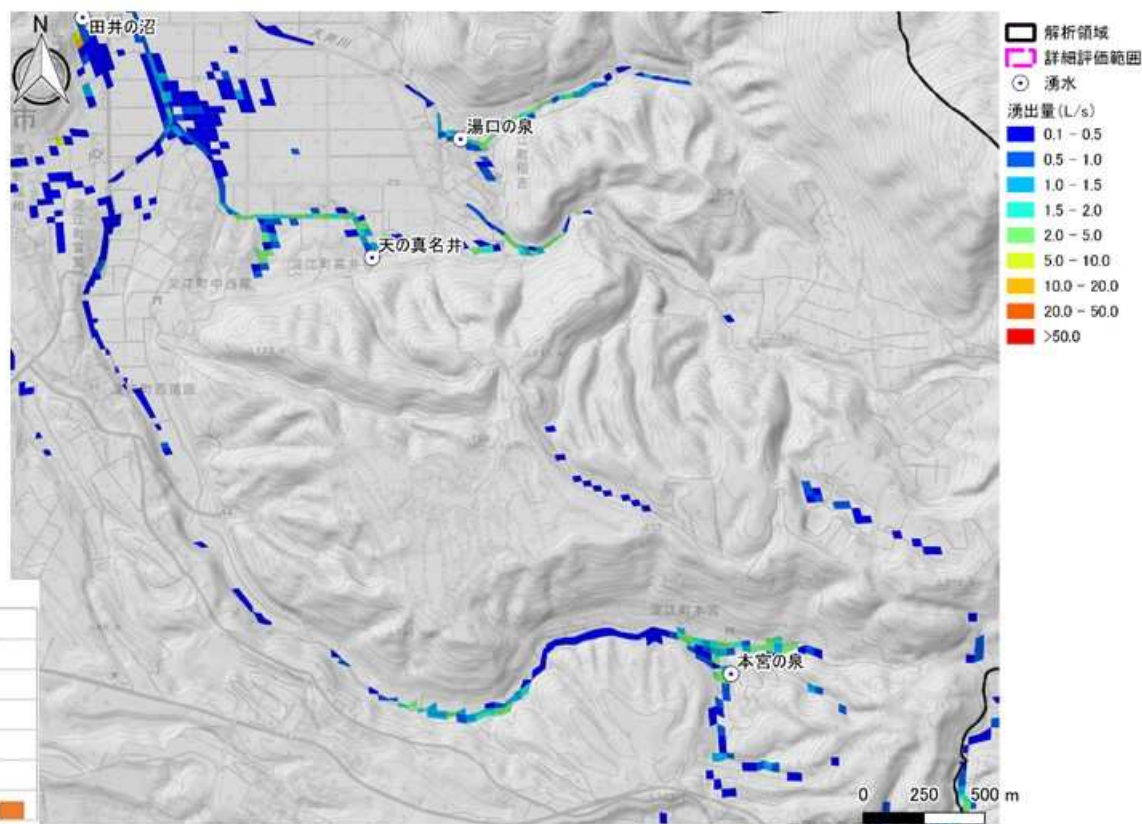 N
田井の沼
湯口の泉
天の真名井
本宮の泉
市
解析領域
詳細評価範囲
湧水
湧出量(L/s)
0.1 - 0.5
0.5 - 1.0
1.0 - 1.5
1.5 - 2.0
2.0 - 5.0
5.0 - 10.0
10.0 - 20.0
20.0 - 50.0
>50.0
0 250 500 m